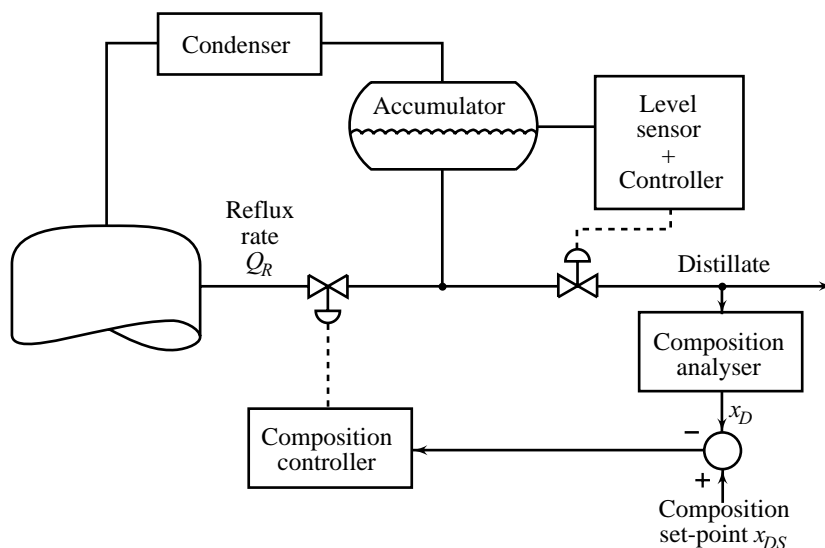 Condenser
Accumulator
Level
sensor
+
Controller
Reflux
rate
Q_R
Distillate
Composition
analyser
x_D
−
+
Composition
controller
Composition
set-point x_DS